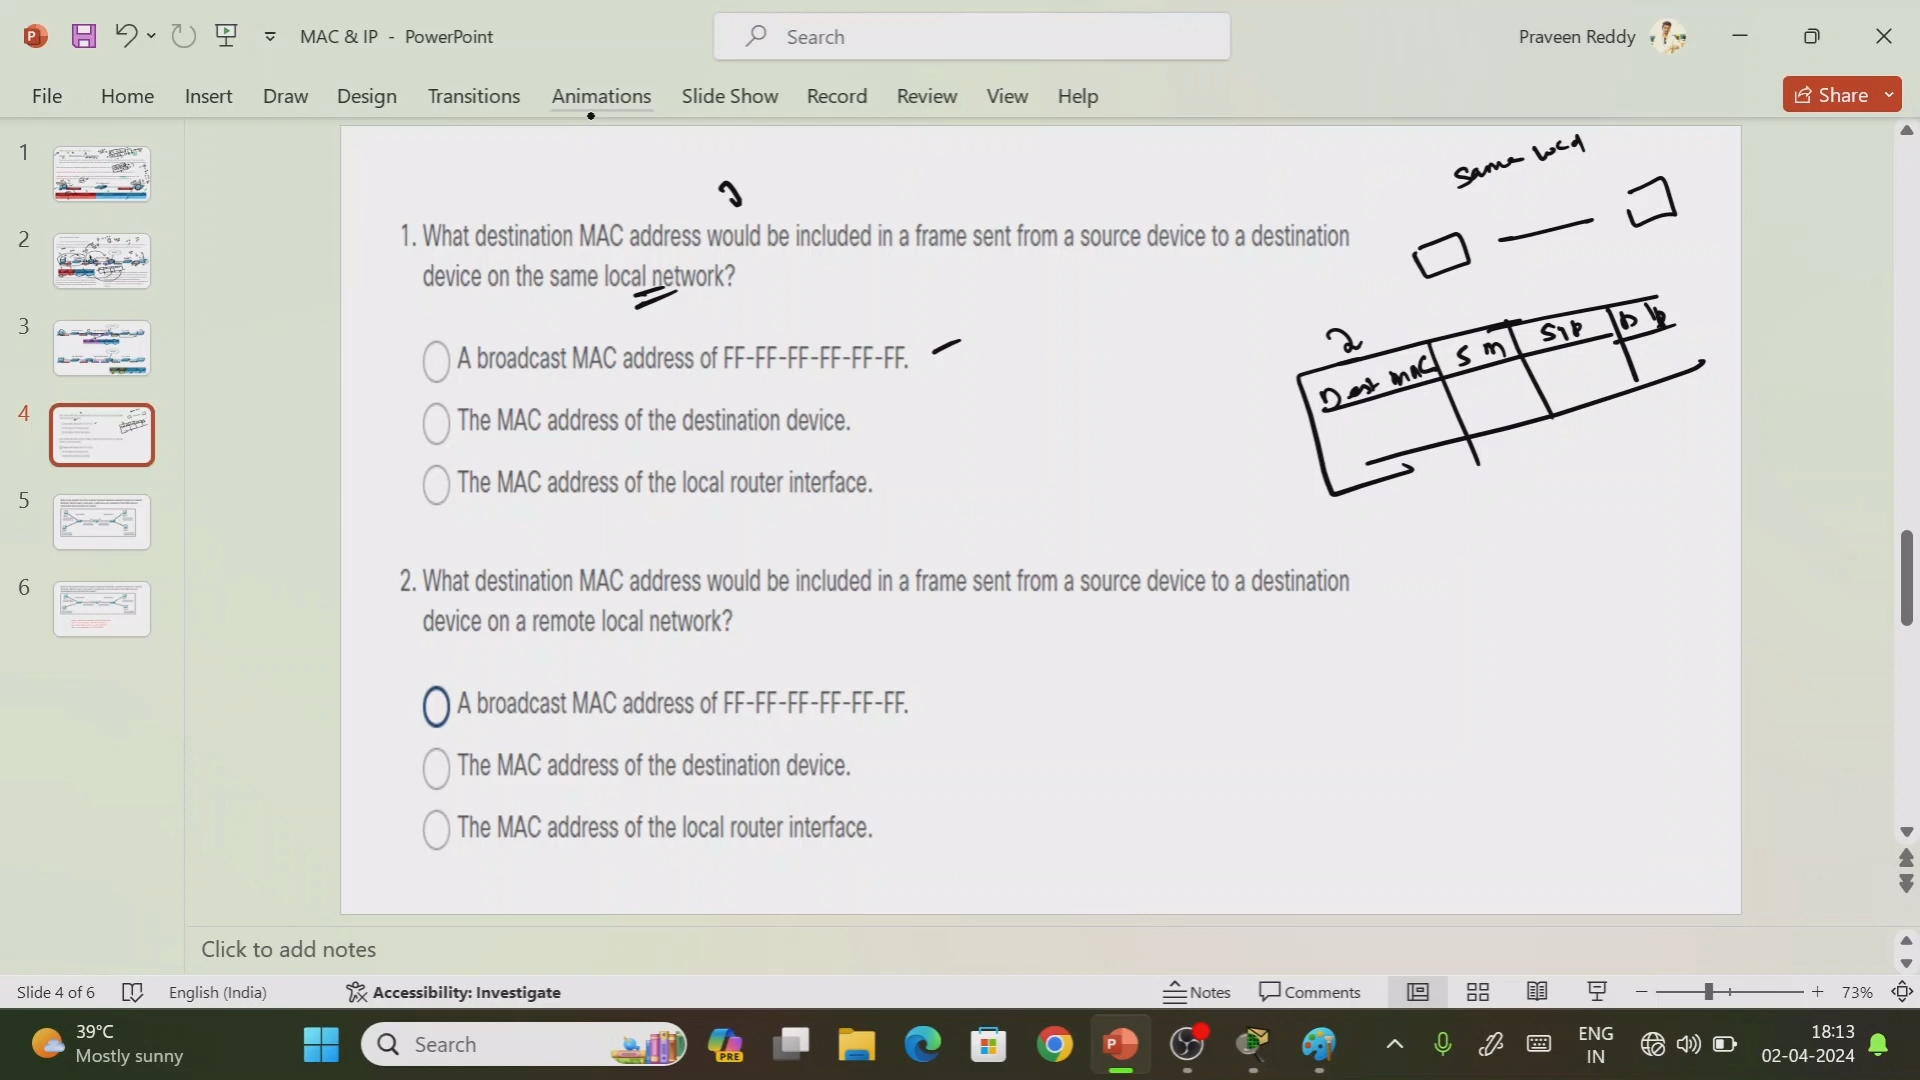 MAC & IP - PowerPoint
Search
Praveen Reddy
File Home Insert Draw Design Transitions Animations Slide Show Record Review View Help
Share
1
2
3
4
5
6
Same local
1. What destination MAC address would be included in a frame sent from a source device to a destination
device on the same local network?
A broadcast MAC address of FF-FF-FF-FF-FF-FF.
The MAC address of the destination device.
The MAC address of the local router interface.
2
Dest MAC S M SIP D IP
2. What destination MAC address would be included in a frame sent from a source device to a destination
device on a remote local network?
A broadcast MAC address of FF-FF-FF-FF-FF-FF.
The MAC address of the destination device.
The MAC address of the local router interface.
Click to add notes
Slide 4 of 6 English (India) Accessibility: Investigate Notes Comments 73%
39°C
Mostly sunny
Search
PRE
ENG
IN
18:13
02-04-2024